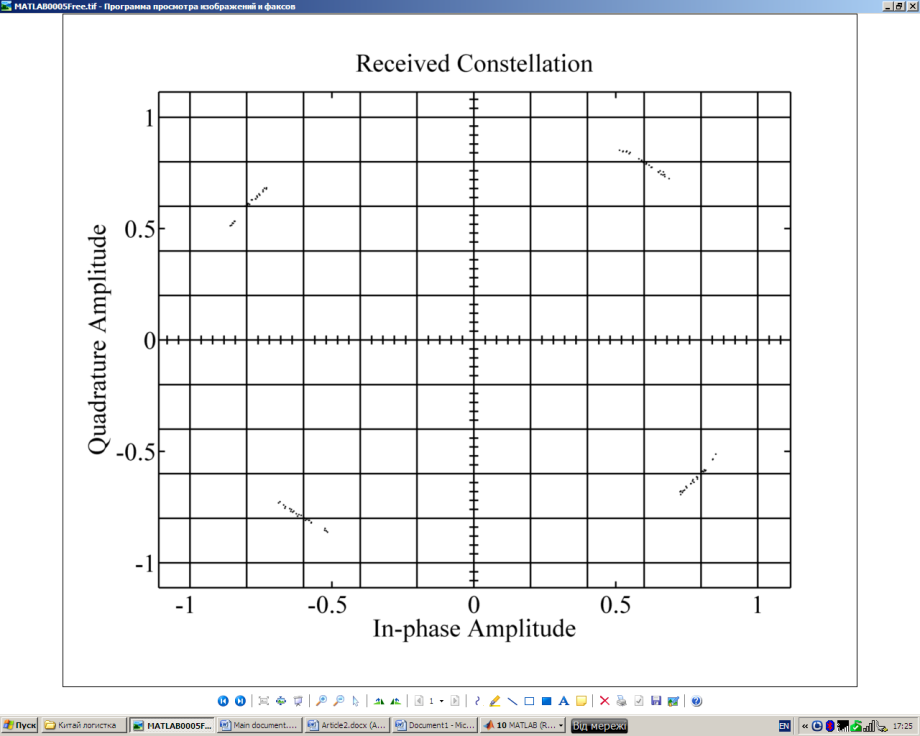 MATLAB0005Free.tif - Программа просмотра изображений и факсов
Received Constellation
Quadrature Amplitude
1
0.5
0
-0.5
-1
-1 -0.5 0 0.5 1
In-phase Amplitude
1
Пуск Китай логистка MATLAB0005F... Main document.... Article2.docx (A... Document1 - Mic... 10 MATLAB (R... Від мережі EN « 17:25